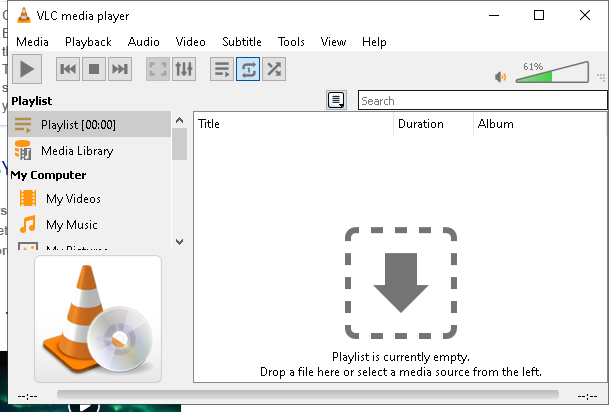 VLC media player
Media Playback Audio Video Subtitle Tools View Help
61%
Playlist
Search
Playlist [00:00]
Title Duration Album
Media Library
My Computer
My Videos
My Music
My Pictures
Playlist is currently empty.
Drop a file here or select a media source from the left.
--:-- --:--